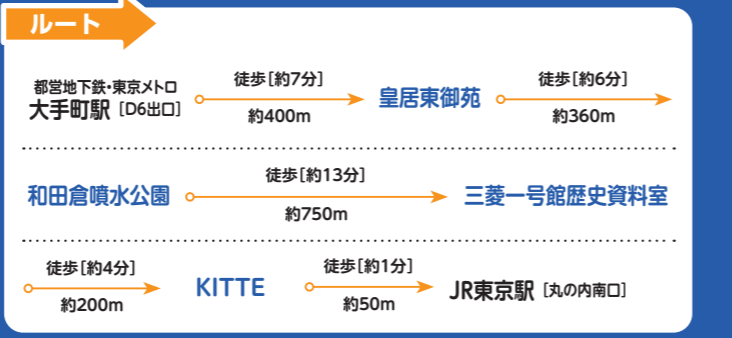 ルート
都営地下鉄・東京メトロ
大手町駅 [D6出口]
徒歩[約7分]
約400m
皇居東御苑
徒歩[約6分]
約360m
和田倉噴水公園
徒歩[約13分]
約750m
三菱一号館歴史資料室
徒歩[約4分]
約200m
KITTE
徒歩[約1分]
約50m
JR東京駅 [丸の内南口]